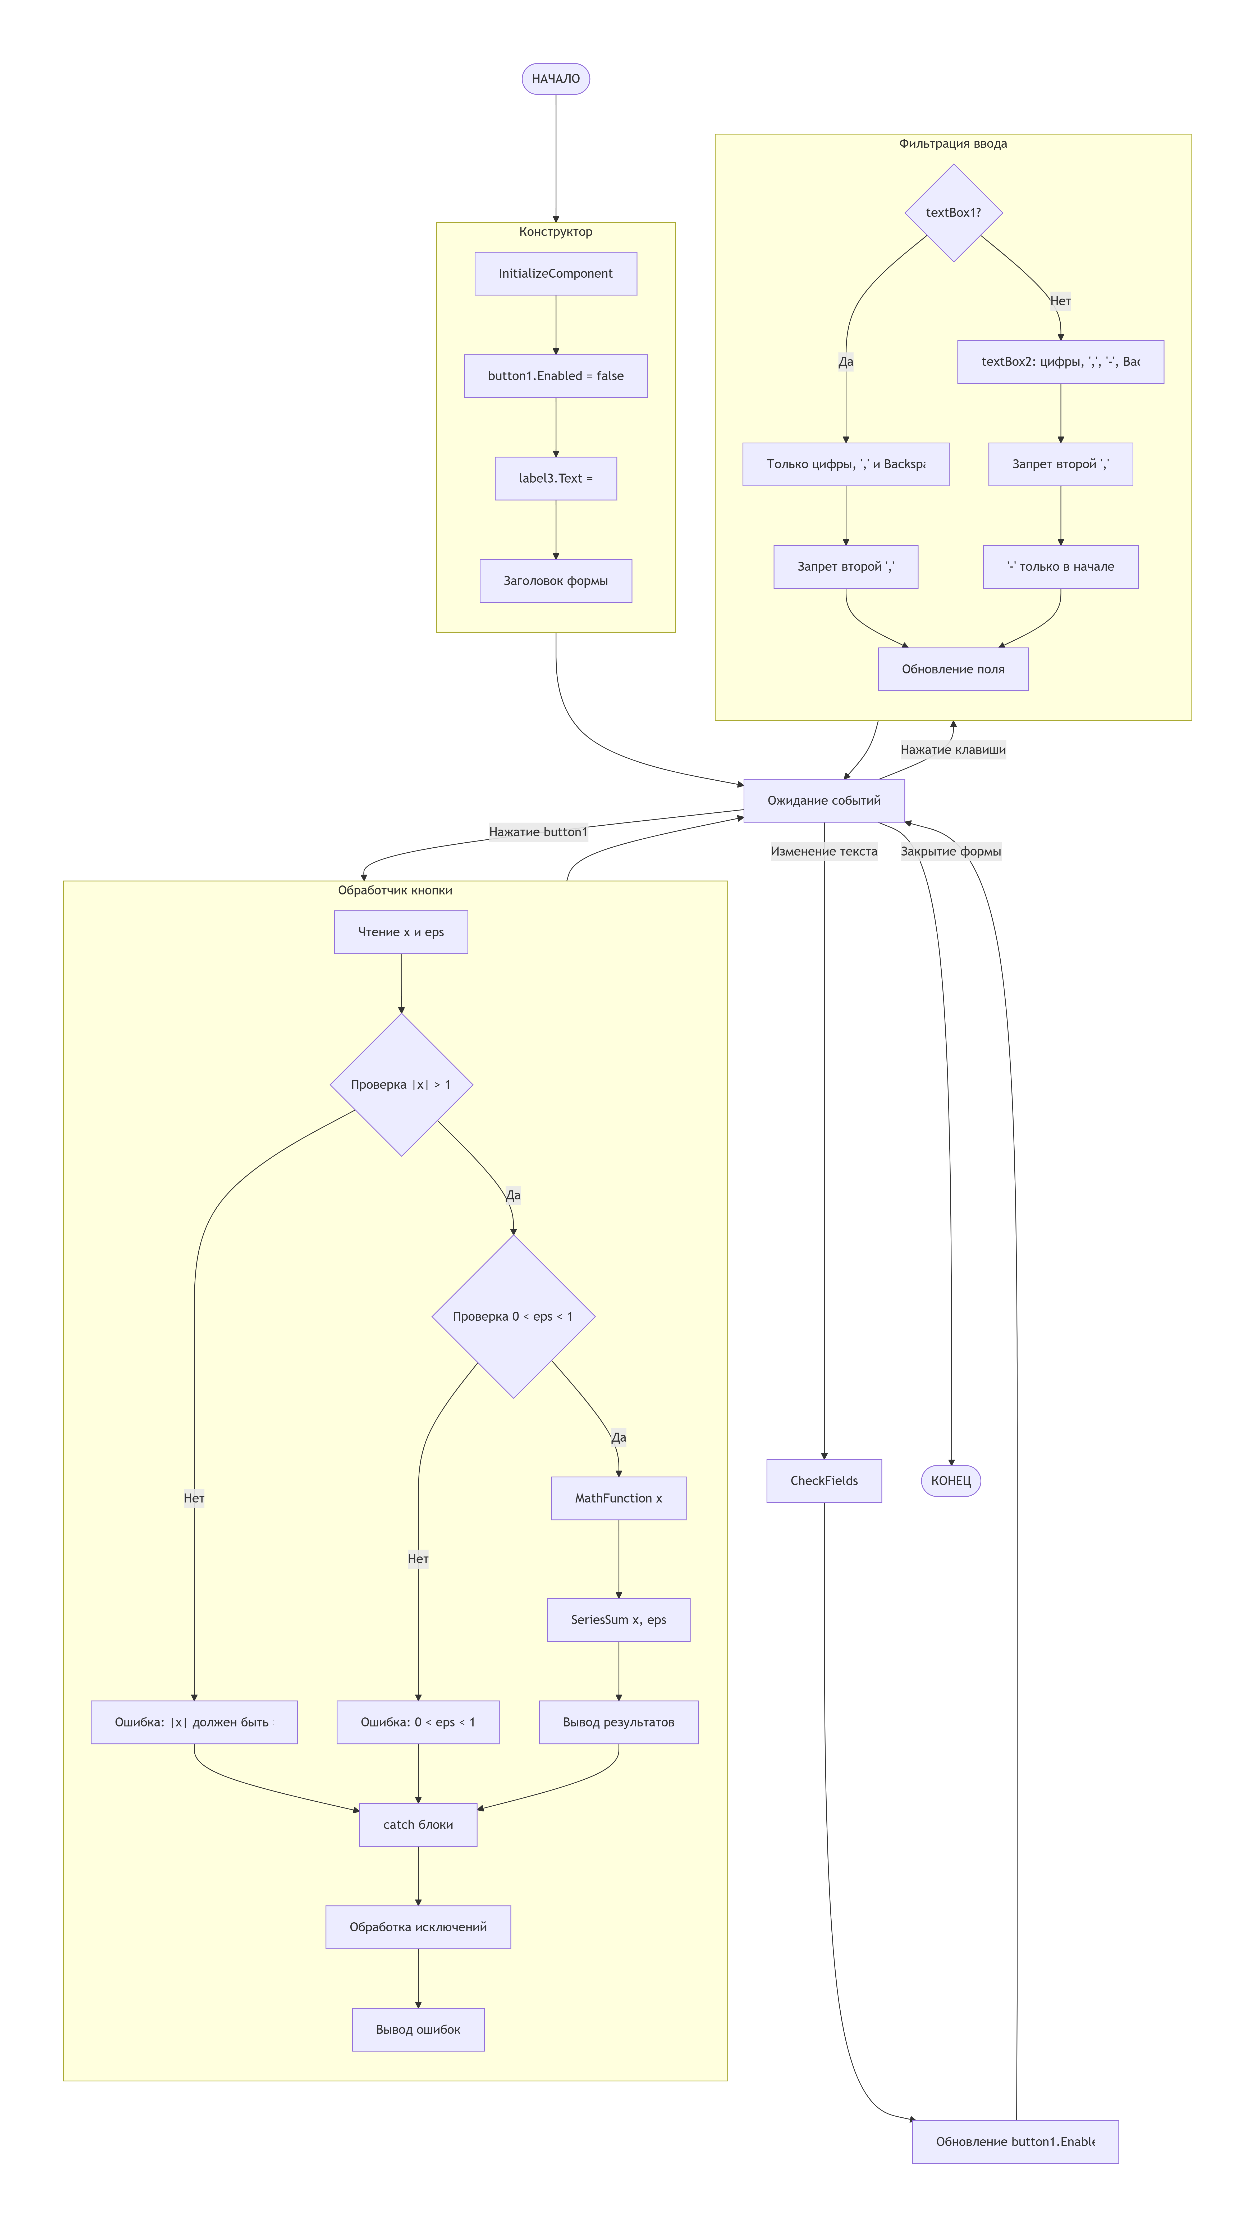 НАЧАЛО
Конструктор
InitializeComponent
button1.Enabled = false
label3.Text =
Заголовок формы
Фильтрация ввода
textBox1?
Да
Нет
Только цифры, ',' и Backspa
Запрет второй ','
textBox2: цифры, ',', '-', Bac
Запрет второй ','
'-' только в начале
Обновление поля
Нажатие клавиши
Ожидание событий
Нажатие button1
Изменение текста
Закрытие формы
Обработчик кнопки
Чтение x и eps
Проверка |x| > 1
Да
Проверка 0 < eps < 1
Да
Нет
Нет
MathFunction x
SeriesSum x, eps
Ошибка: |x| должен быть
Ошибка: 0 < eps < 1
Вывод результатов
catch блоки
Обработка исключений
Вывод ошибок
CheckFields
КОНЕЦ
Обновление button1.Enable